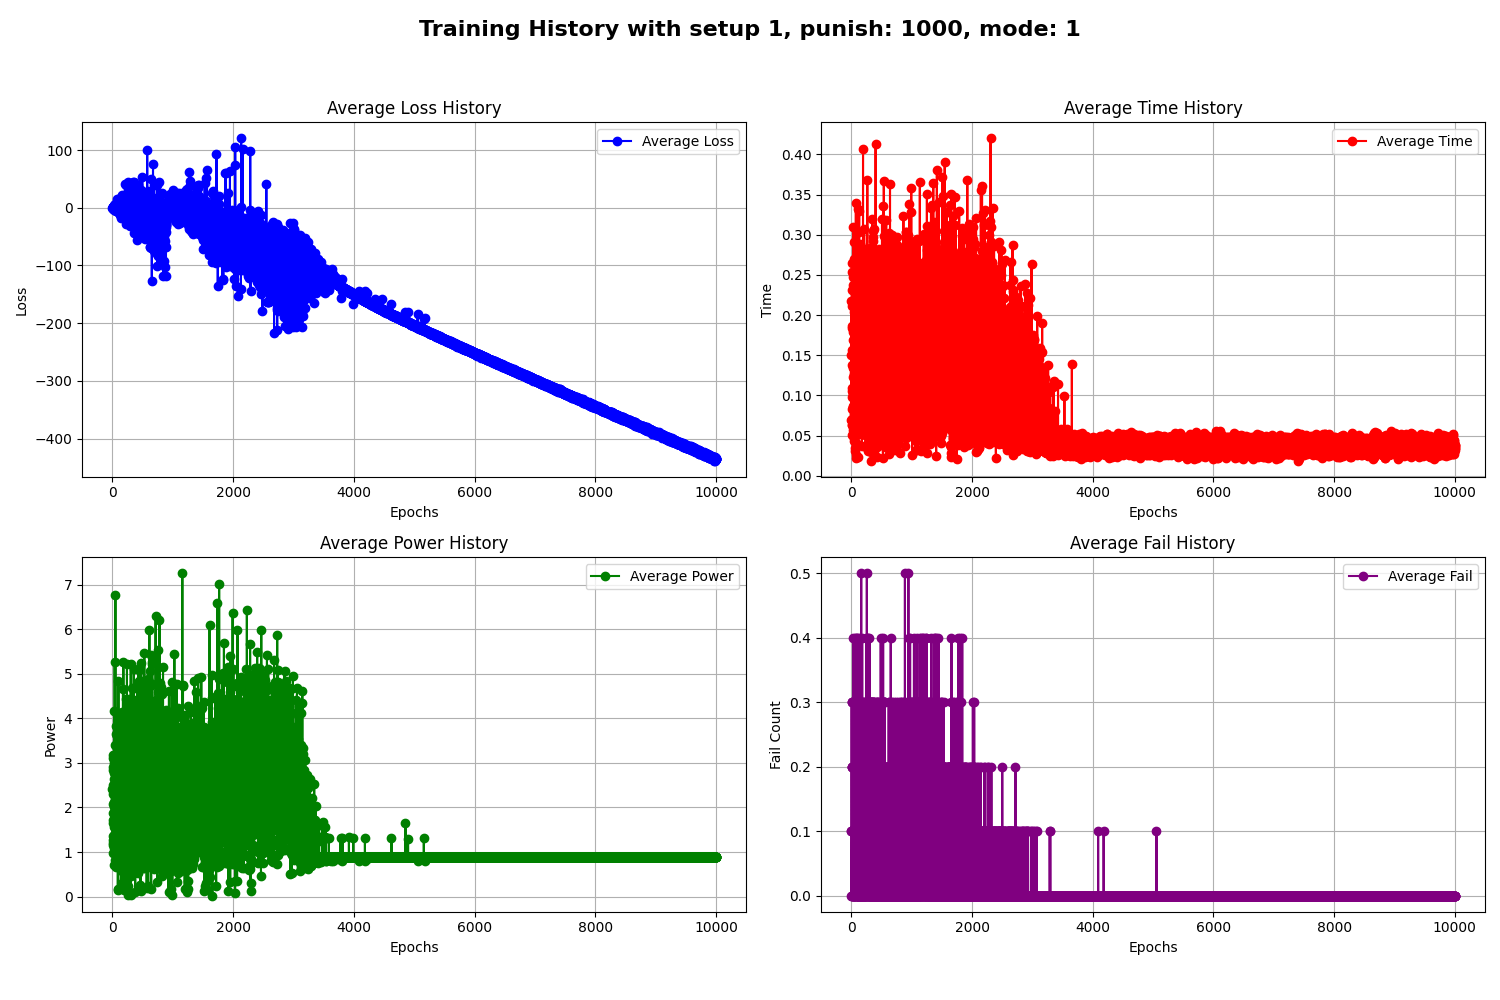 Training History with setup 1, punish: 1000, mode: 1
Average Loss History
Average Loss
100
0
−100
−200
−300
−400
Loss
0 2000 4000 6000 8000 10000
Epochs
Average Time History
Average Time
0.40
0.35
0.30
0.25
0.20
0.15
0.10
0.05
0.00
Time
0 2000 4000 6000 8000 10000
Epochs
Average Power History
Average Power
7
6
5
4
3
2
1
0
Power
0 2000 4000 6000 8000 10000
Epochs
Average Fail History
Average Fail
0.5
0.4
0.3
0.2
0.1
0.0
Fail Count
0 2000 4000 6000 8000 10000
Epochs